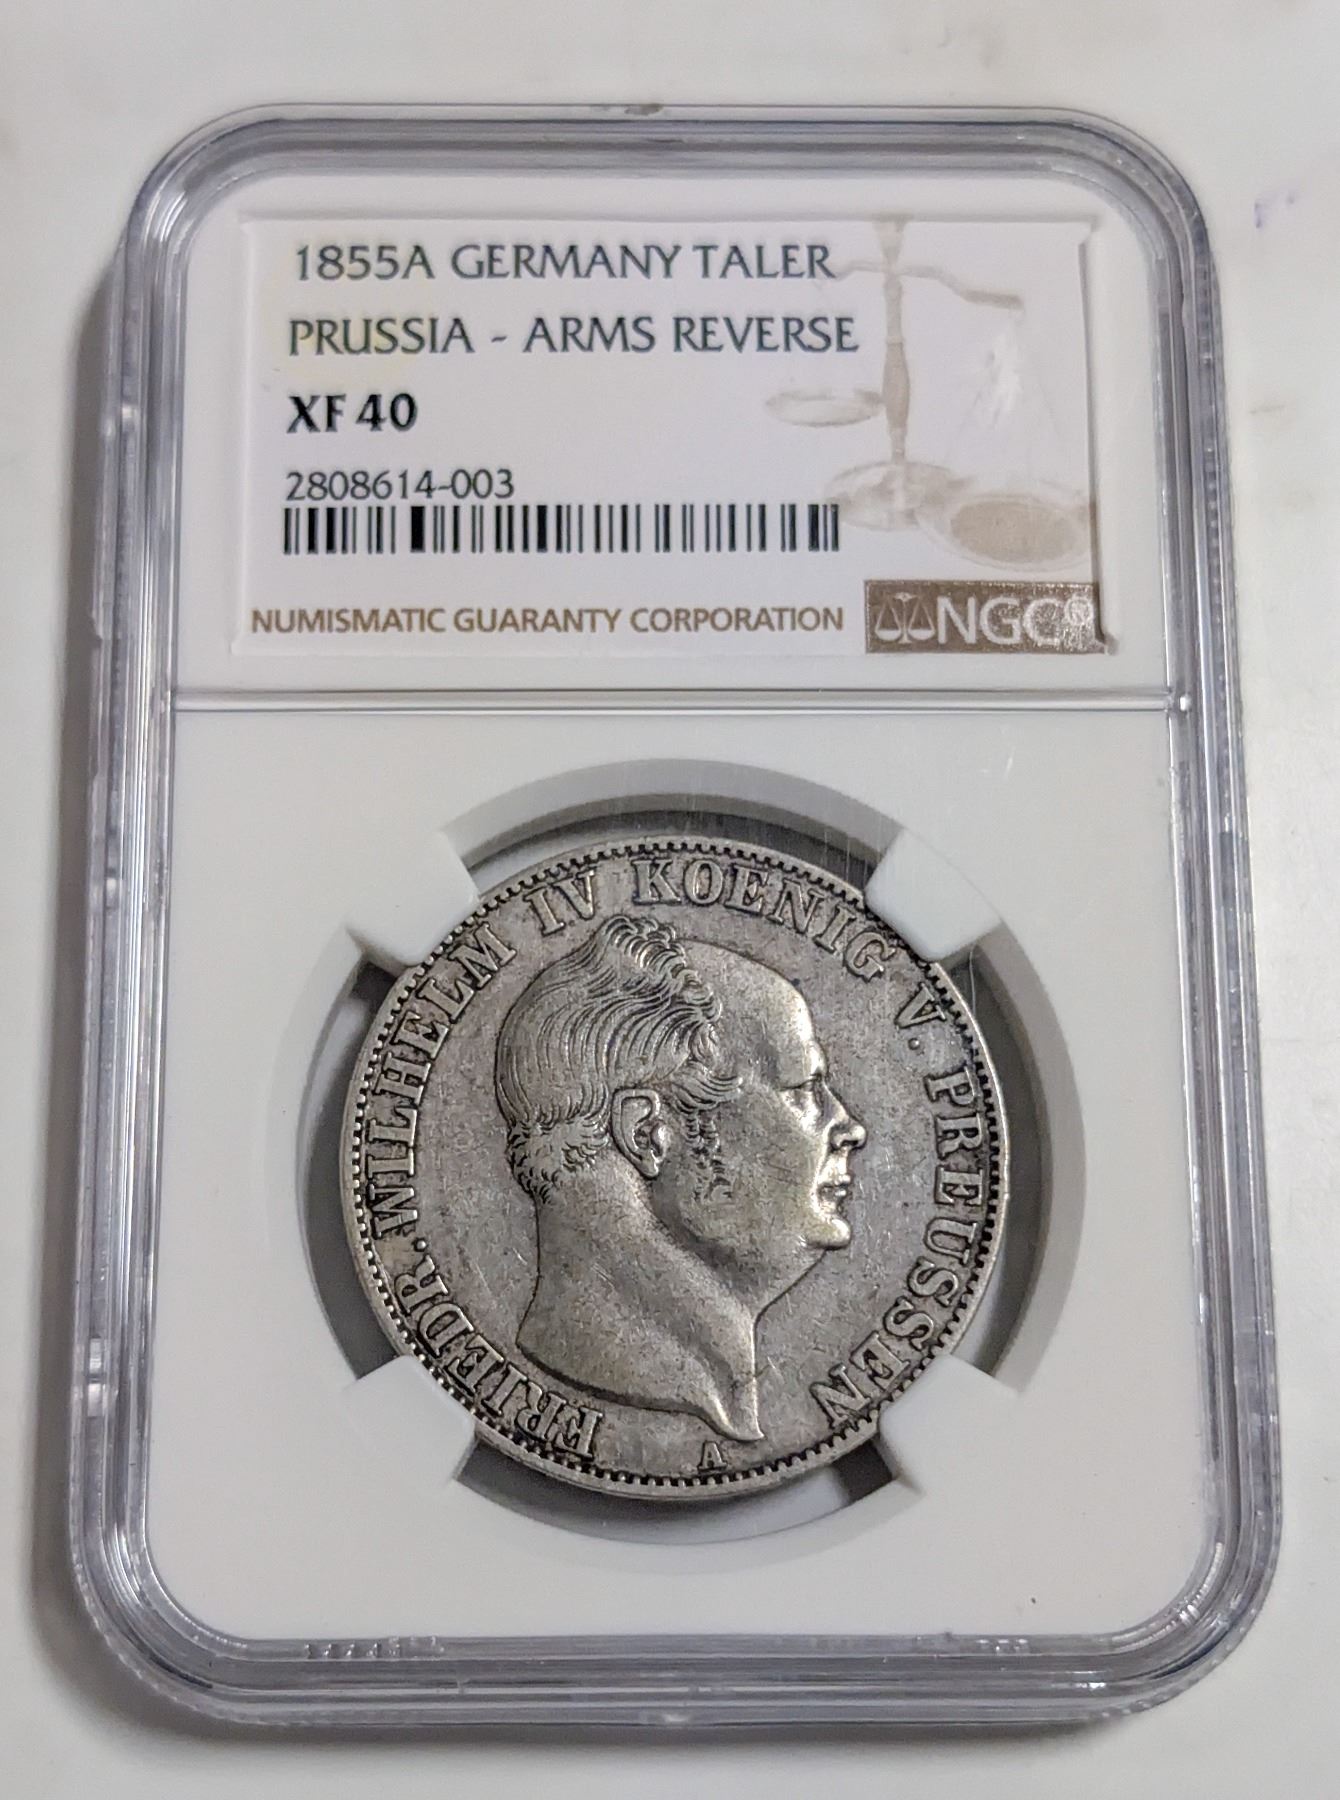 1855A GERMANY TALER
PRUSSIA - ARMS REVERSE
XF 40
2808614-003
NUMISMATIC GUARANTY CORPORATION
NGC®
FRIEDR. WILHELM IV KOENIG V. PREUSSEN
A